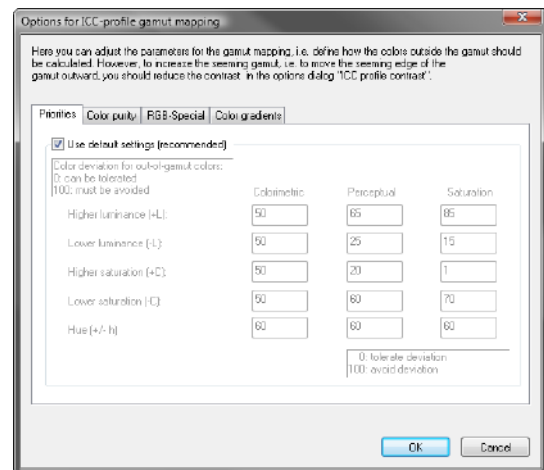 Options for ICC-profile gamut mapping
Here you can adjust the parameters for the gamut mapping, i.e. define how the colors outside the gamut should
be calculated. However, to increase the seeming gamut, i.e. to move the seeming edge of the
gamut outward, you should reduce the contrast in the options dialog "ICC profile contrast".
Priorities Color purity RGB-Special Color gradients
Use default settings (recommended)
Color deviation for out-of-gamut colors:
0: can be tolerated
100: must be avoided
Colorimetric Perceptual Saturation
Higher luminance (+L): 50 65 85
Lower luminance (-L): 50 25 15
Higher saturation (+C): 50 20 1
Lower saturation (-C): 50 60 70
Hue (+/- h) 60 60 60
0: tolerate deviation
100: avoid deviation
OK Cancel